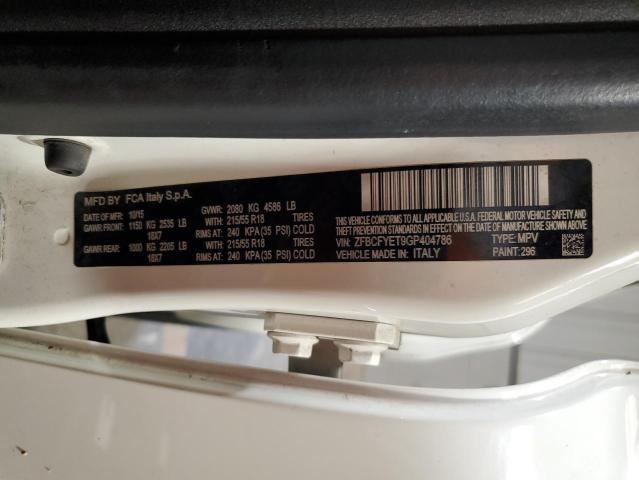 MFD BY FCA Italy S.p.A.
DATE OF MFD: 10/15 GVWR: 2080 KG 4586 LB
GAWR FRONT: 1150 KG 2535 LB WITH: 215/55 R18 TIRES
18X7 RIMS AT: 240 KPA(35 PSI) COLD
GAWR REAR: 1000 KG 2205 LB WITH: 215/55 R18 TIRES
18X7 RIMS AT: 240 KPA(35 PSI) COLD
THIS VEHICLE CONFORMS TO ALL APPLICABLE U.S.A. FEDERAL MOTOR VEHICLE SAFETY, BUMPER, AND
THEFT PREVENTION STANDARDS IN EFFECT ON THE DATE OF MANUFACTURE SHOWN ABOVE.
VIN: ZFBCFYET9GP404786 TYPE: MPV
VEHICLE MADE IN: ITALY PAINT: 296